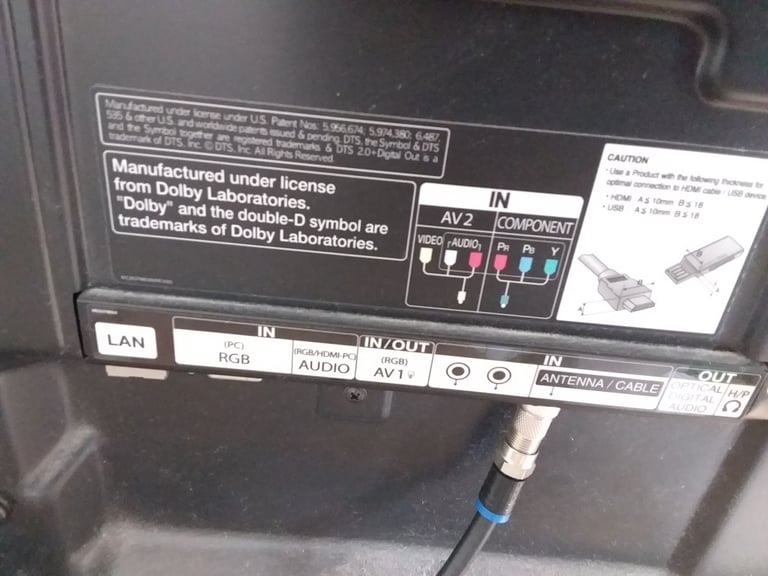 Manufactured under license under U.S. Patent Nos: 5,956,674; 5,974,380; 6,487,
535 & other U.S. and worldwide patents issued & pending. DTS, the Symbol & DTS
and the Symbol together are registered trademarks & DTS 2.0+Digital Out is a
trademark of DTS, Inc. © DTS, Inc. All Rights Reserved.
Manufactured under license
from Dolby Laboratories.
"Dolby" and the double-D symbol are
trademarks of Dolby Laboratories.
IN
AV 2
COMPONENT
VIDEO
AUDIO
PR
PB
Y
CAUTION
• Use a Product with the following thickness for
optimal connection to HDMI cable / USB device
• HDMI A ≤ 10mm B ≤ 18
• USB A ≤ 10mm B ≤ 18
A
LAN
IN
(PC)
RGB
(RGB/HDMI-PC)
AUDIO
IN/OUT
(RGB)
AV 1
IN
ANTENNA / CABLE
OUT
OPTICAL
DIGITAL
AUDIO
H/P